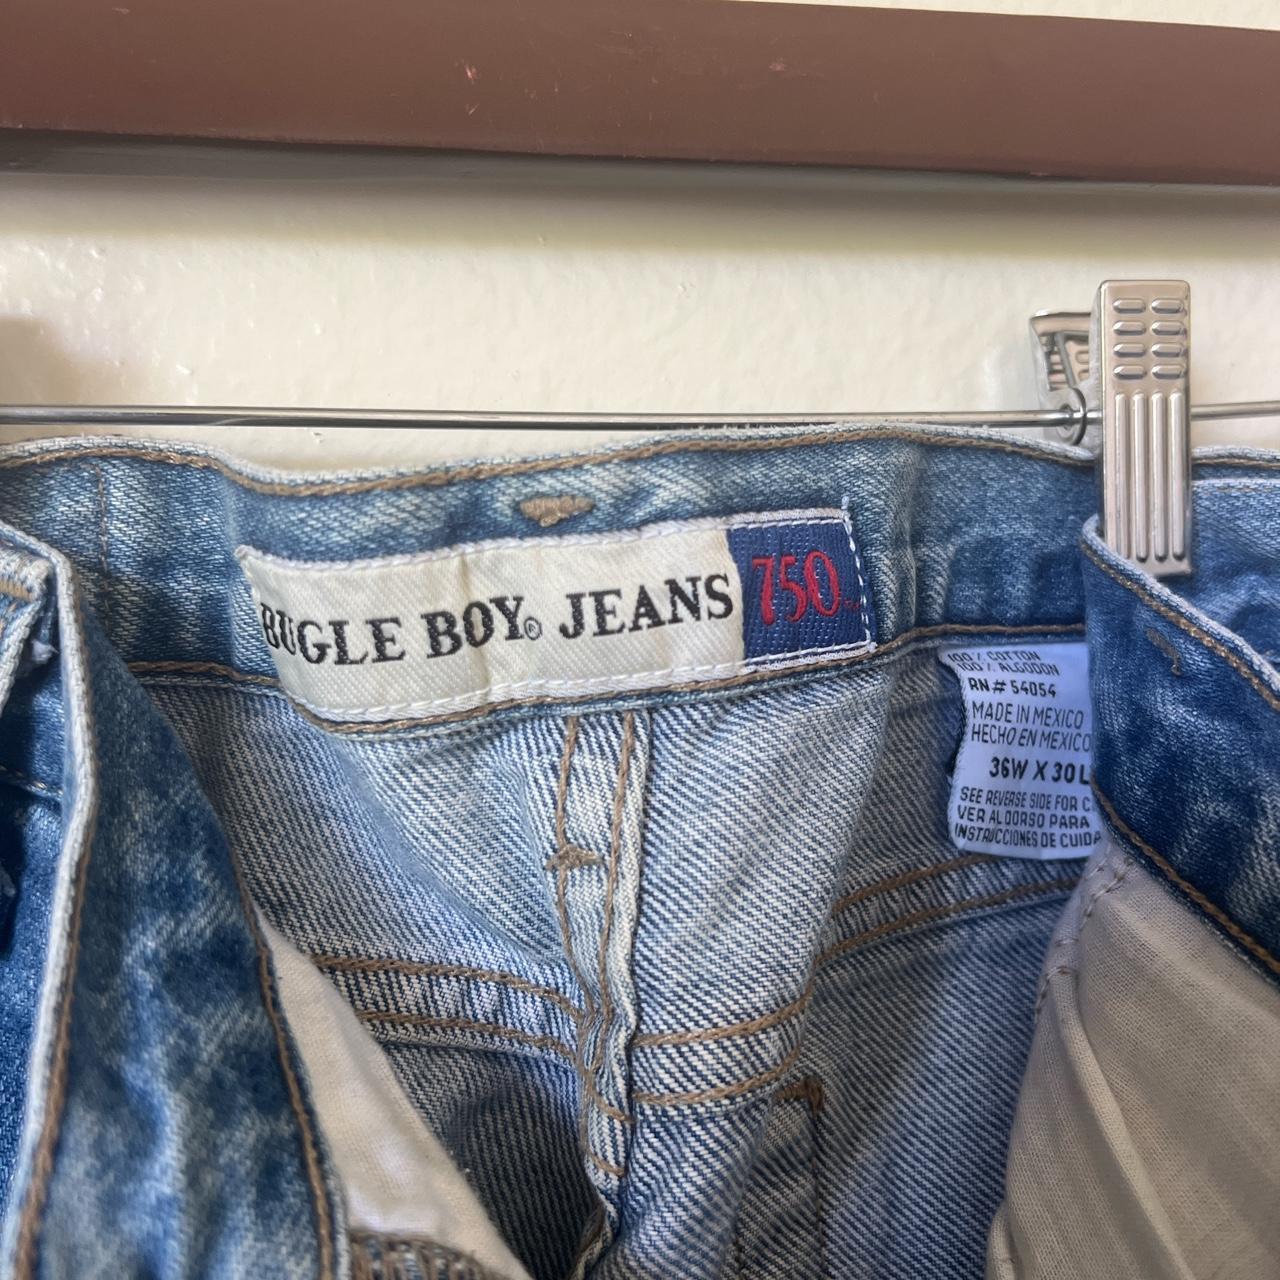 BUGLE BOY® JEANS 750™
100% COTTON
100% ALGODON
RN # 54054
MADE IN MEXICO
HECHO EN MEXICO
36W X 30L
SEE REVERSE SIDE FOR C
VER AL DORSO PARA
INSTRUCCIONES DE CUIDA